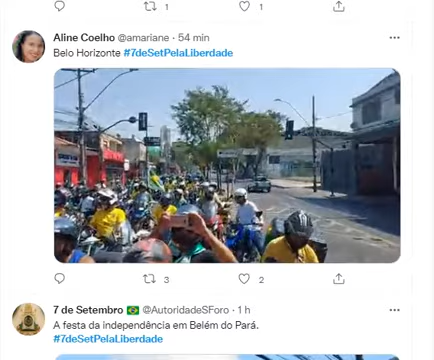 1 1
Aline Coelho @amariane · 54 min
Belo Horizonte #7deSetPelaLiberdade
3 2
7 de Setembro 🇧🇷 @AutoridadeSForo · 1 h
A festa da independência em Belém do Pará.
#7deSetPelaLiberdade